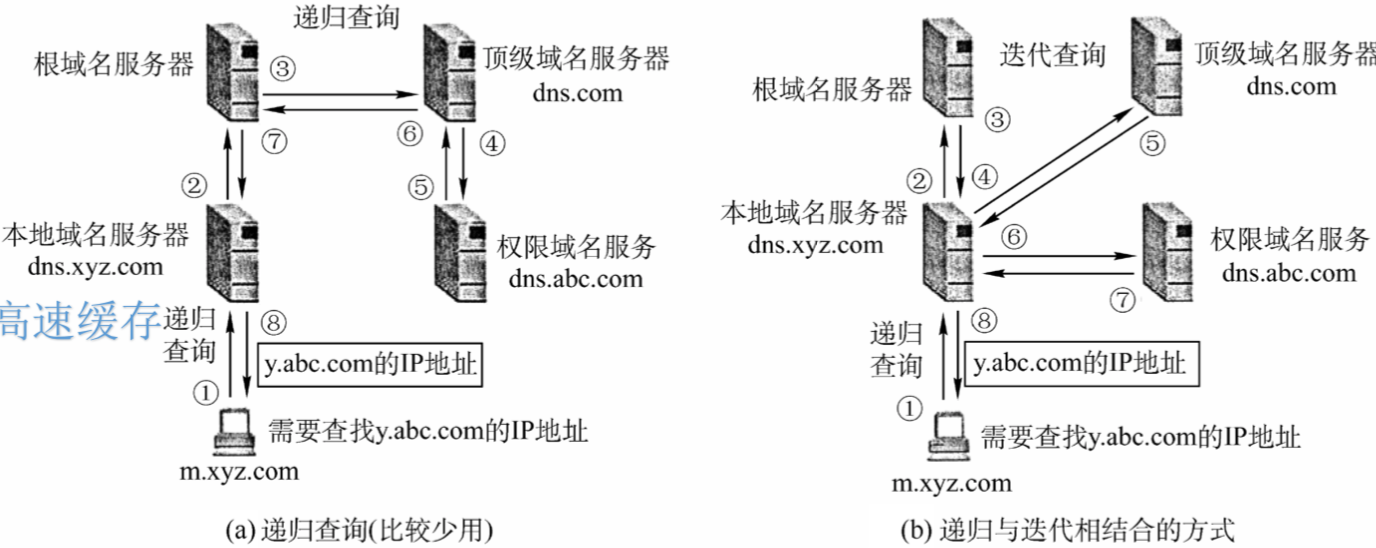 递归查询
根域名服务器
③
顶级域名服务器
dns.com
⑦
⑥
④
②
⑤
本地域名服务器
dns.xyz.com
权限域名服务
dns.abc.com
高速缓存
递归
查询
⑧
y.abc.com的IP地址
①
需要查找y.abc.com的IP地址
m.xyz.com
(a) 递归查询(比较少用)
迭代查询
顶级域名服务器
dns.com
根域名服务器
③
⑤
②
④
本地域名服务器
dns.xyz.com
⑥
权限域名服务
dns.abc.com
⑦
递归
查询
⑧
y.abc.com的IP地址
①
需要查找y.abc.com的IP地址
m.xyz.com
(b) 递归与迭代相结合的方式